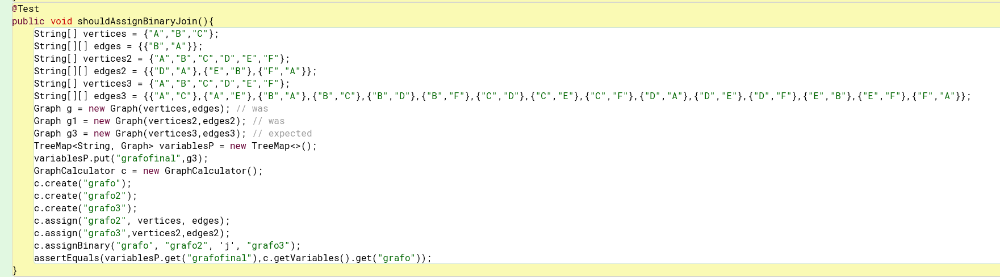 @Test
public void shouldAssignBinaryJoin(){
String[] vertices = {"A","B","C"};
String[][] edges = {{"B","A"}};
String[] vertices2 = {"A","B","C","D","E","F"};
String[][] edges2 = {{"D","A"},{"E","B"},{"F","A"}};
String[] vertices3 = {"A","B","C","D","E","F"};
String[][] edges3 = {{"A","C"},{"A","E"},{"B","A"},{"B","C"},{"B","D"},{"B","F"},{"C","D"},{"C","E"},{"C","F"},{"D","A"},{"D","E"},{"D","F"},{"E","B"},{"E","F"},{"F","A"}};
Graph g = new Graph(vertices,edges); // was
Graph g1 = new Graph(vertices2,edges2); // was
Graph g3 = new Graph(vertices3,edges3); // expected
TreeMap<String, Graph> variablesP = new TreeMap<>();
variablesP.put("grafofinal",g3);
GraphCalculator c = new GraphCalculator();
c.create("grafo");
c.create("grafo2");
c.create("grafo3");
c.assign("grafo2", vertices, edges);
c.assign("grafo3",vertices2,edges2);
c.assignBinary("grafo", "grafo2", 'j', "grafo3");
assertEquals(variablesP.get("grafofinal"),c.getVariables().get("grafo"));
}